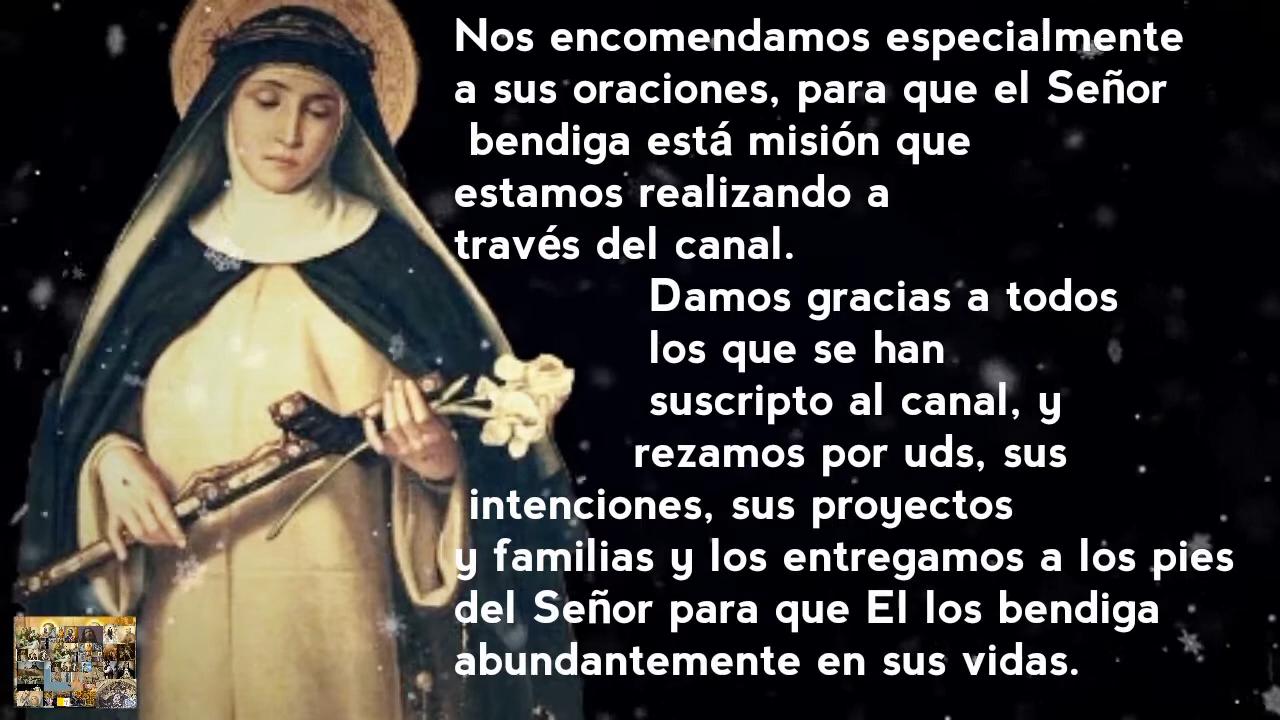 Nos encomendamos especialmente
a sus oraciones, para que el Señor
bendiga está misión que
estamos realizando a
través del canal.
Damos gracias a todos
los que se han
suscripto al canal, y
rezamos por uds, sus
intenciones, sus proyectos
y familias y los entregamos a los pies
del Señor para que El los bendiga
abundantemente en sus vidas.